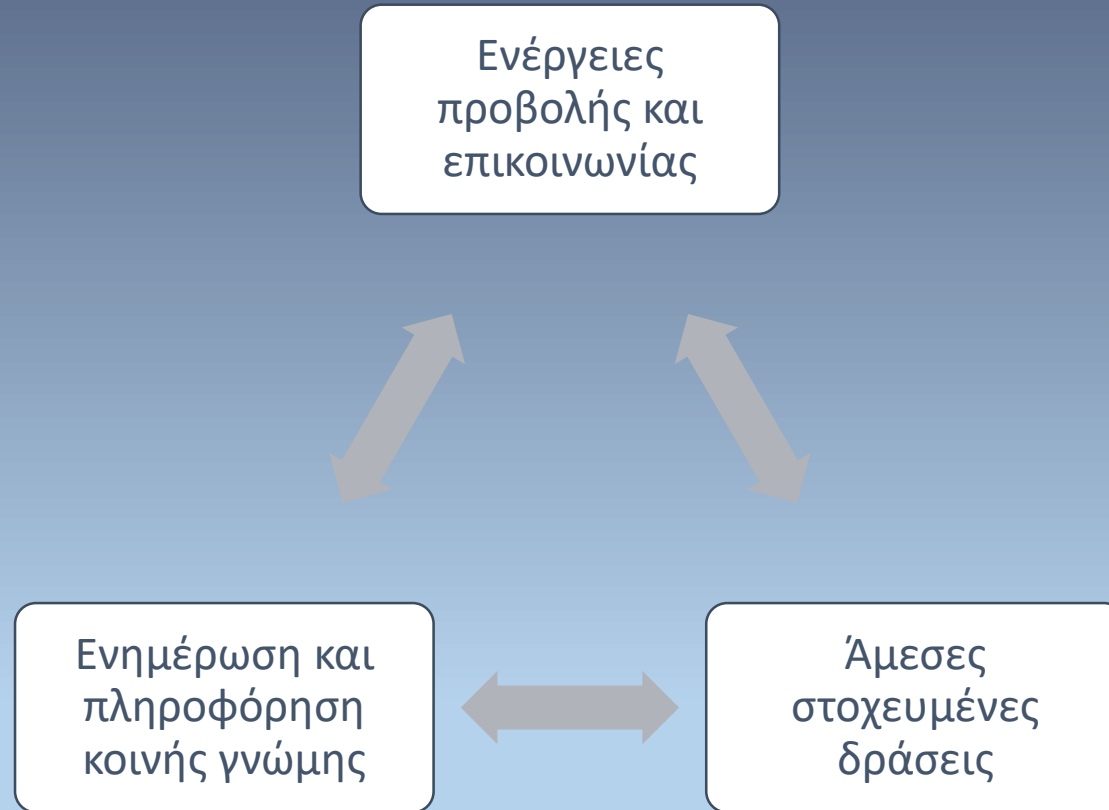 Ενέργειες
προβολής και
επικοινωνίας
Ενημέρωση και
πληροφόρηση
κοινής γνώμης
Άμεσες
στοχευμένες
δράσεις